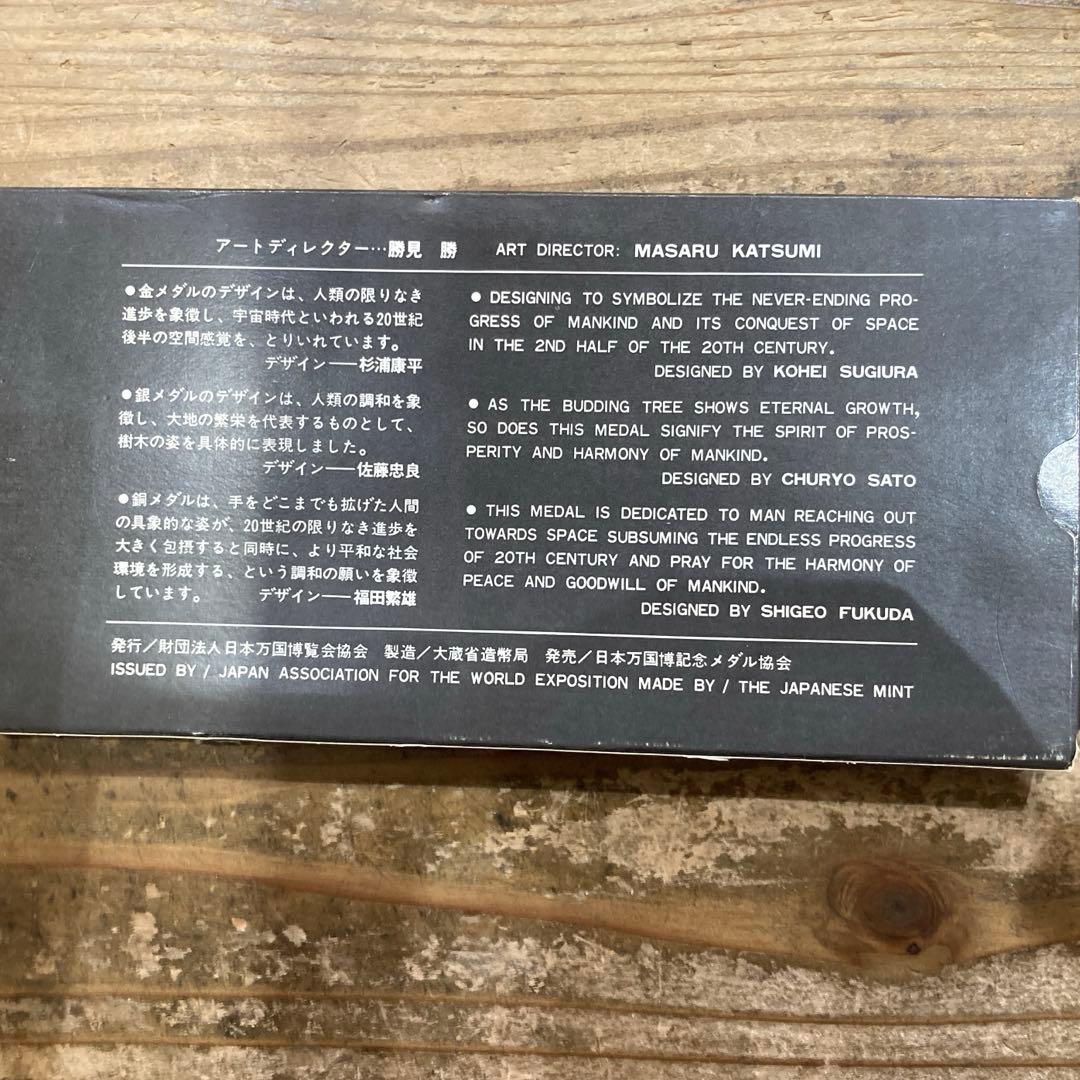 アートディレクター…勝見 勝 ART DIRECTOR: MASARU KATSUMI
●金メダルのデザインは、人類の限りなき
進歩を象徴し、宇宙時代といわれる20世紀
後半の空間感覚を、とりいれています。
デザイン──杉浦康平
●銀メダルのデザインは、人類の調和を象
徴し、大地の繁栄を代表するものとして、
樹木の姿を具体的に表現しました。
デザイン──佐藤忠良
●銅メダルは、手をどこまでも拡げた人間
の具象的な姿が、20世紀の限りなき進歩を
大きく包摂すると同時に、より平和な社会
環境を形成する、という調和の願いを象徴
しています。 デザイン──福田繁雄
● DESIGNING TO SYMBOLIZE THE NEVER-ENDING PRO-
GRESS OF MANKIND AND ITS CONQUEST OF SPACE
IN THE 2ND HALF OF THE 20TH CENTURY.
DESIGNED BY KOHEI SUGIURA
● AS THE BUDDING TREE SHOWS ETERNAL GROWTH,
SO DOES THIS MEDAL SIGNIFY THE SPIRIT OF PROS-
PERITY AND HARMONY OF MANKIND.
DESIGNED BY CHURYO SATO
● THIS MEDAL IS DEDICATED TO MAN REACHING OUT
TOWARDS SPACE SUBSUMING THE ENDLESS PROGRESS
OF 20TH CENTURY AND PRAY FOR THE HARMONY OF
PEACE AND GOODWILL OF MANKIND.
DESIGNED BY SHIGEO FUKUDA
発行／財団法人日本万国博覧会協会 製造／大蔵省造幣局 発売／日本万国博記念メダル協会
ISSUED BY / JAPAN ASSOCIATION FOR THE WORLD EXPOSITION MADE BY / THE JAPANESE MINT